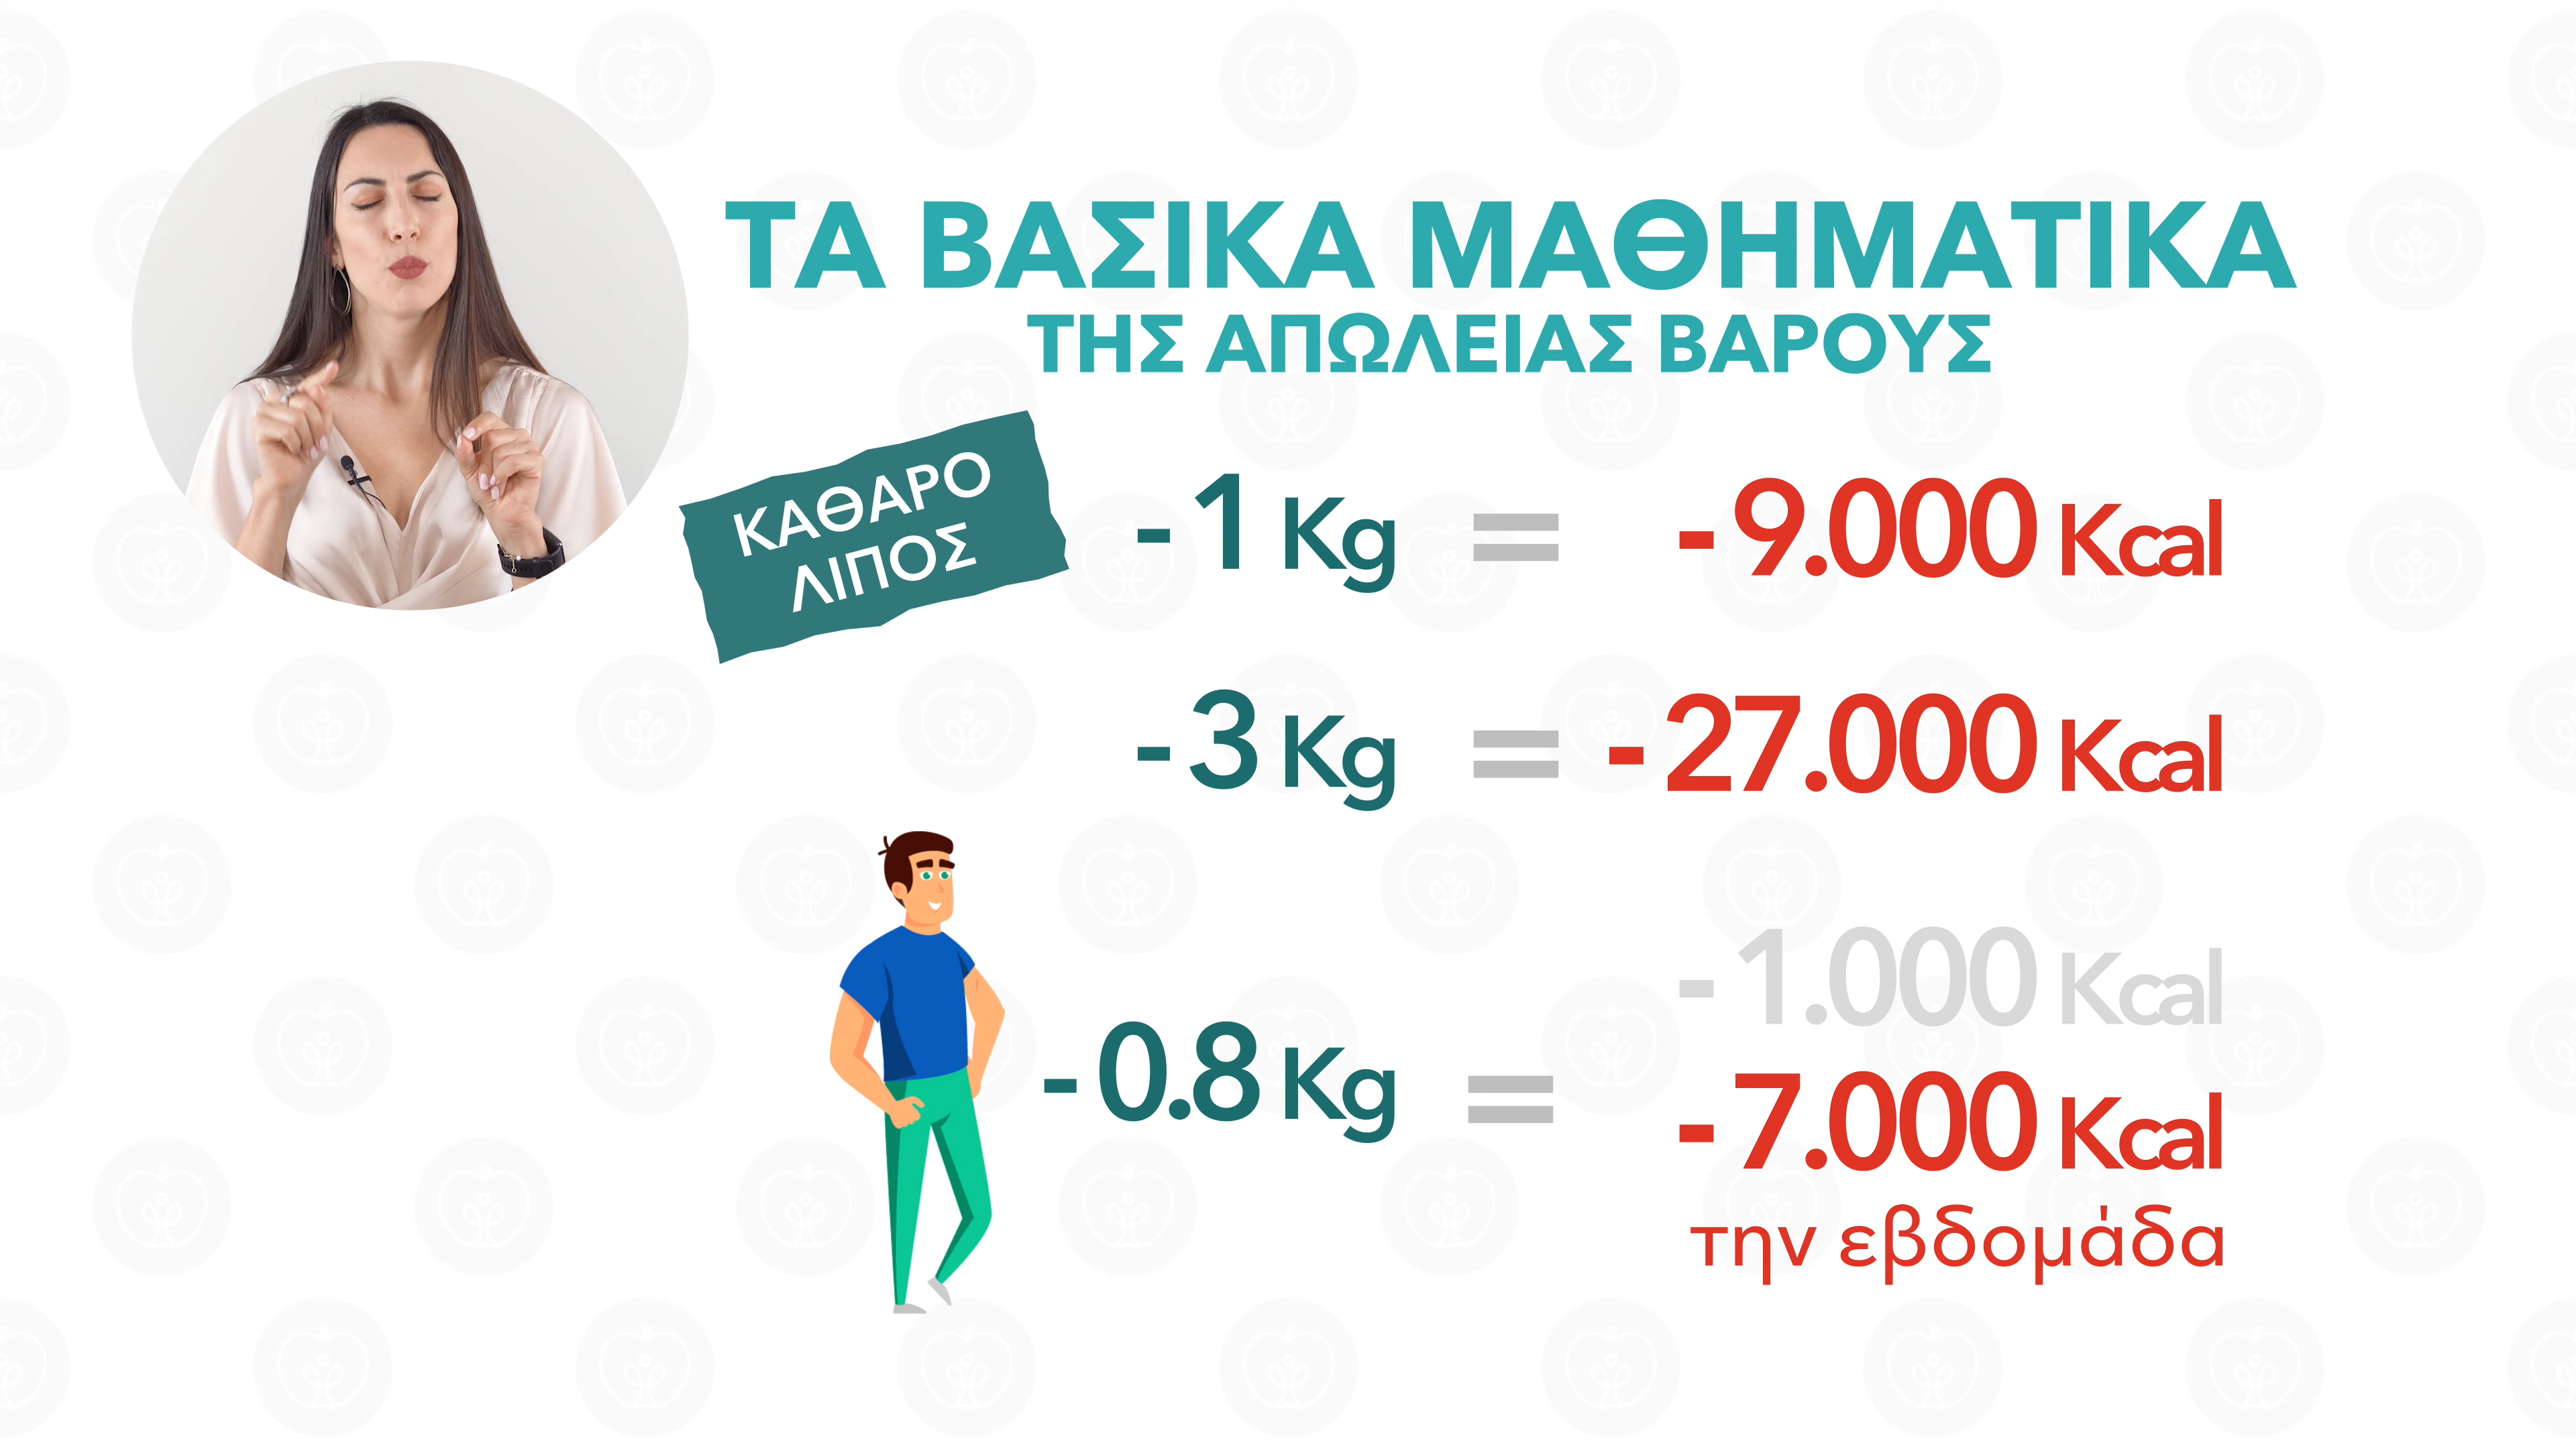 ΤΑ ΒΑΣΙΚΑ ΜΑΘΗΜΑΤΙΚΑ
ΤΗΣ ΑΠΩΛΕΙΑΣ ΒΑΡΟΥΣ
ΚΑΘΑΡΟ
ΛΙΠΟΣ
- 1 Kg = - 9.000 Kcal
- 3 Kg = - 27.000 Kcal
- 1.000 Kcal
- 0.8 Kg = - 7.000 Kcal
την εβδομάδα